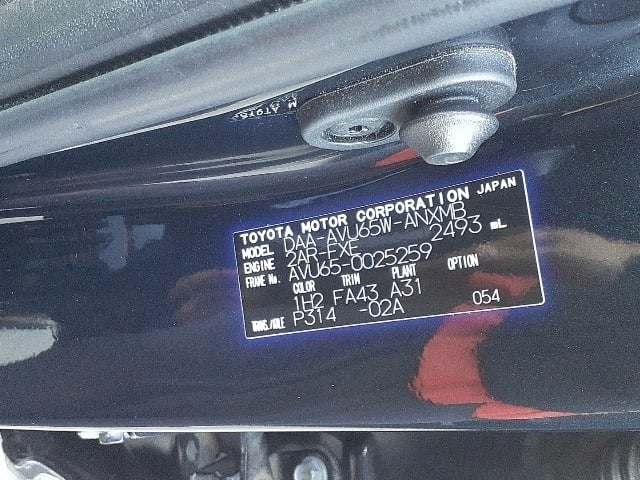 TOYOTA MOTOR CORPORATION JAPAN
MODEL DAA-AVU65W-ANXMB
ENGINE 2AR-FXE 2493 mL
FRAME No. AVU65-0025259
COLOR TRIM PLANT OPTION
1H2 FA43 A31
TRANS./AXLE P314 -02A 054